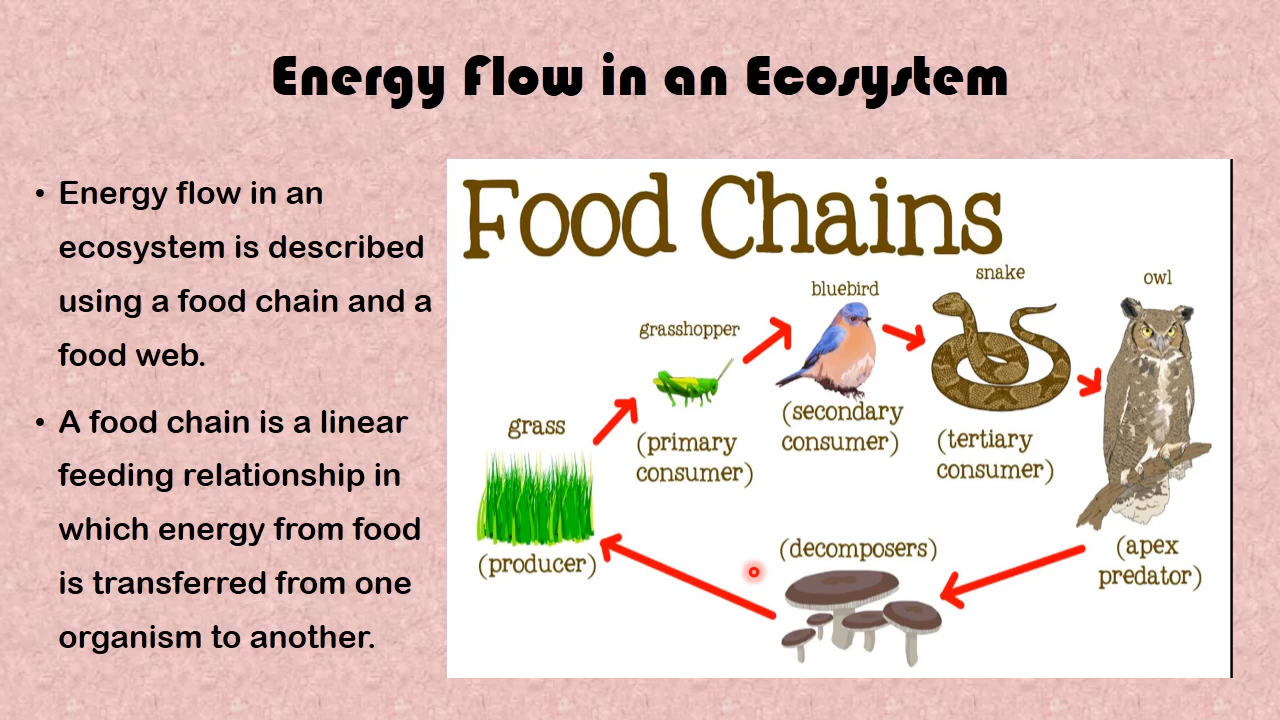 Energy Flow in an Ecosystem
• Energy flow in an
ecosystem is described
using a food chain and a
food web.
• A food chain is a linear
feeding relationship in
which energy from food
is transferred from one
organism to another.
Food Chains
grass
(producer)
grasshopper
(primary
consumer)
bluebird
(secondary
consumer)
snake
(tertiary
consumer)
owl
(apex
predator)
(decomposers)